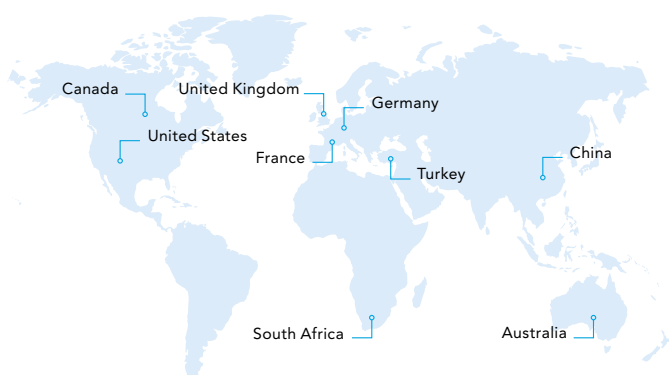 Canada
United Kingdom
Germany
United States
France
China
Turkey
South Africa
Australia